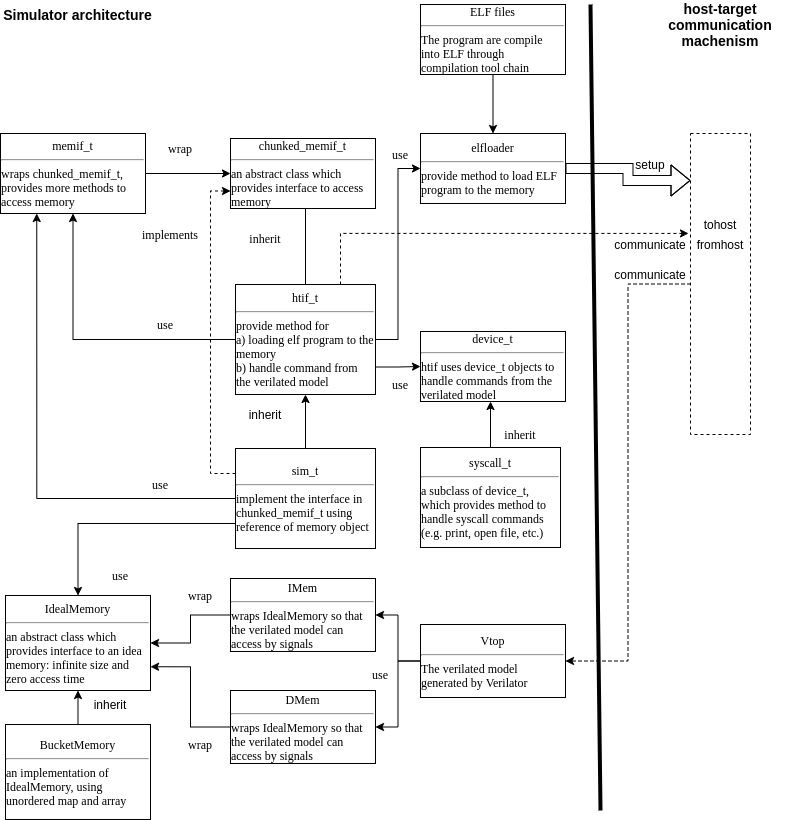 Simulator architecture
ELF files
The program are compile
into ELF through
compilation tool chain
host-target
communication
machenism
memif_t
wraps chunked_memif_t,
provides more methods to
access memory
wrap
chunked_memif_t
an abstract class which
provides interface to access
memory
use
elfloader
provide method to load ELF
program to the memory
setup
tohost
fromhost
implements
inherit
communicate
communicate
htif_t
provide method for
a) loading elf program to the
memory
b) handle command from
the verilated model
use
device_t
htif uses device_t objects to
handle commands from the
verilated model
use
inherit
inherit
sim_t
implement the interface in
chunked_memif_t using
reference of memory object
use
syscall_t
a subclass of device_t,
which provides method to
handle syscall commands
(e.g. print, open file, etc.)
use
IdealMemory
an abstract class which
provides interface to an idea
memory: infinite size and
zero access time
wrap
IMem
wraps IdealMemory so that
the verilated model can
access by signals
Vtop
The verilated model
generated by Verilator
use
inherit
DMem
wraps IdealMemory so that
the verilated model can
access by signals
wrap
BucketMemory
an implementation of
IdealMemory, using
unordered map and array